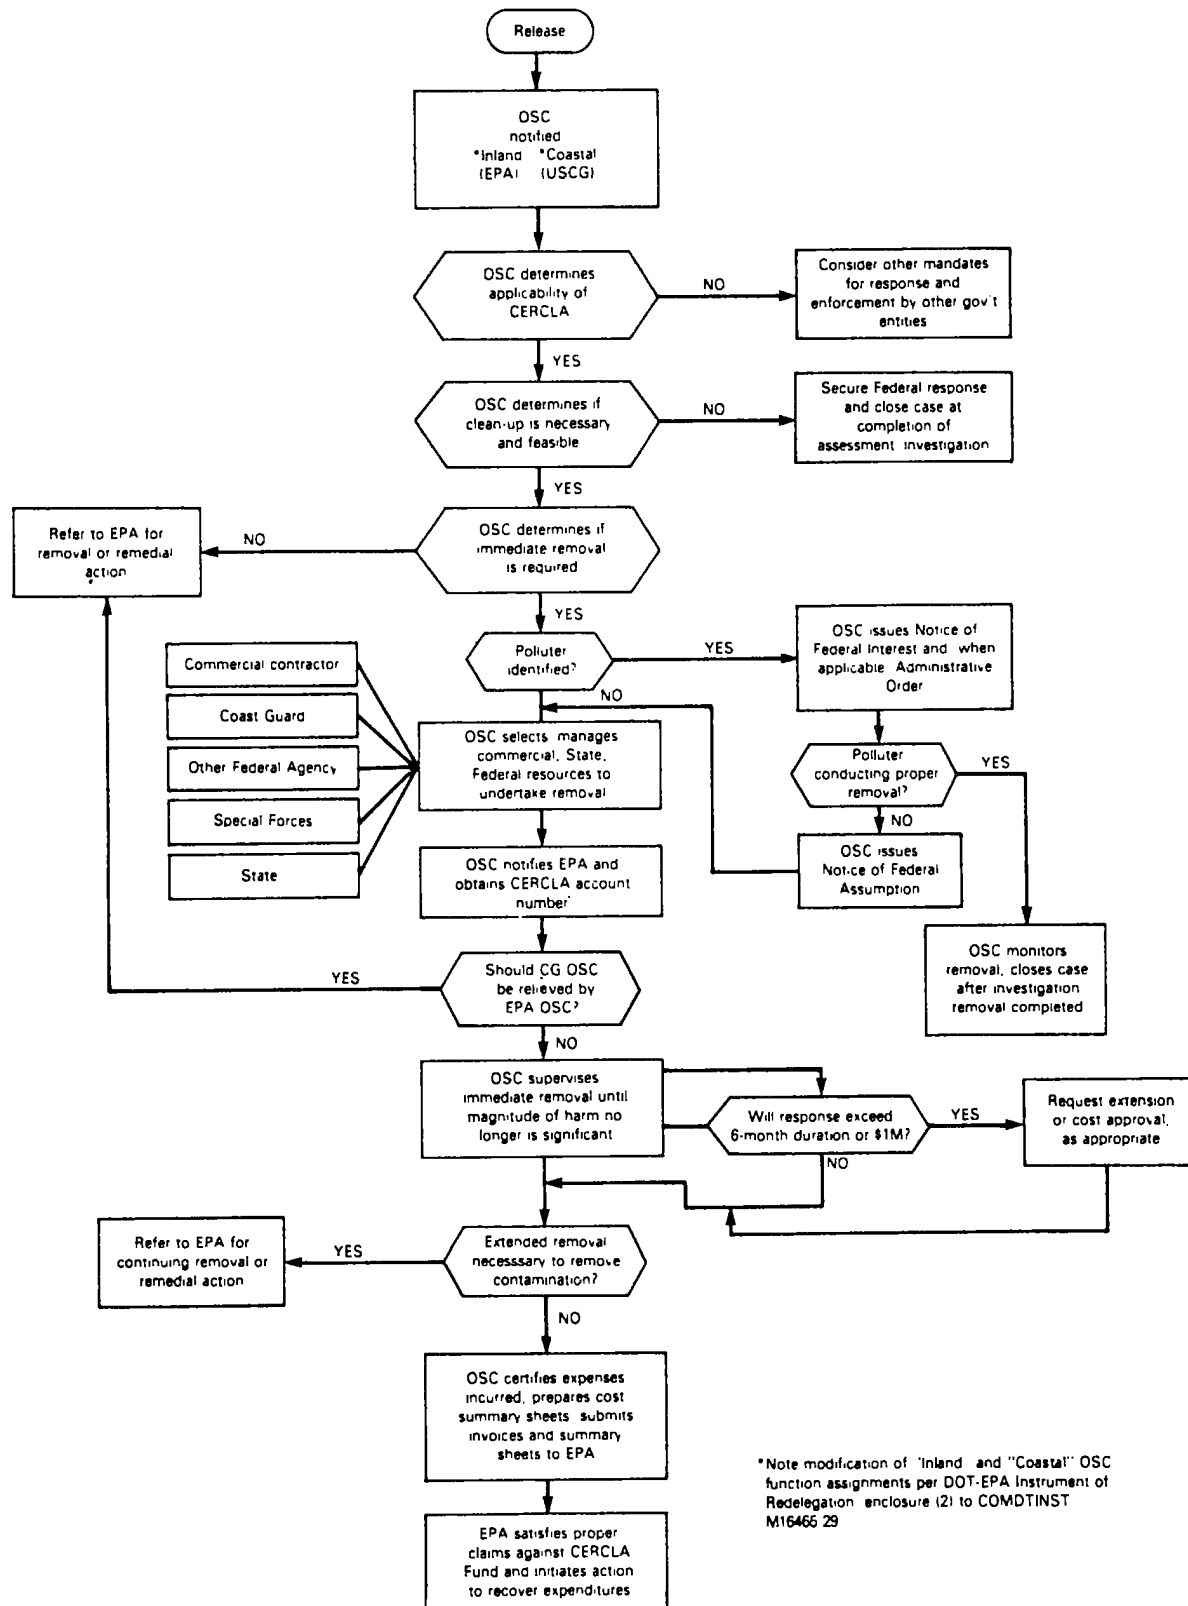 Release
OSC
notified
*Inland *Coastal
(EPA) (USCG)
OSC determines
applicability of
CERCLA
NO
Consider other mandates
for response and
enforcement by other gov't
entities
YES
OSC determines if
clean-up is necessary
and feasible
NO
Secure Federal response
and close case at
completion of
assessment investigation
YES
OSC determines if
immediate removal
is required
NO
Refer to EPA for
removal or remedial
action
YES
Polluter
identified?
YES
OSC issues Notice of
Federal Interest and when
applicable Administrative
Order
NO
Commercial contractor
Coast Guard
Other Federal Agency
Special Forces
State
OSC selects manages
commercial, State,
Federal resources to
undertake removal
Polluter
conducting proper
removal?
YES
NO
OSC issues
Notice of Federal
Assumption
OSC monitors
removal, closes case
after investigation
removal completed
OSC notifies EPA and
obtains CERCLA account
number
Should CG OSC
be relieved by
EPA OSC?
YES
NO
OSC supervises
immediate removal until
magnitude of harm no
longer is significant
Will response exceed
6-month duration or $1M?
YES
Request extension
or cost approval,
as appropriate
NO
Extended removal
necesssary to remove
contamination?
YES
Refer to EPA for
continuing removal or
remedial action
NO
OSC certifies expenses
incurred, prepares cost
summary sheets submits
invoices and summary
sheets to EPA
EPA satisfies proper
claims against CERCLA
Fund and initiates action
to recover expenditures
*Note modification of 'Inland and "Coastal" OSC
function assignments per DOT-EPA Instrument of
Redelegation enclosure (2) to COMDTINST
M16465 29